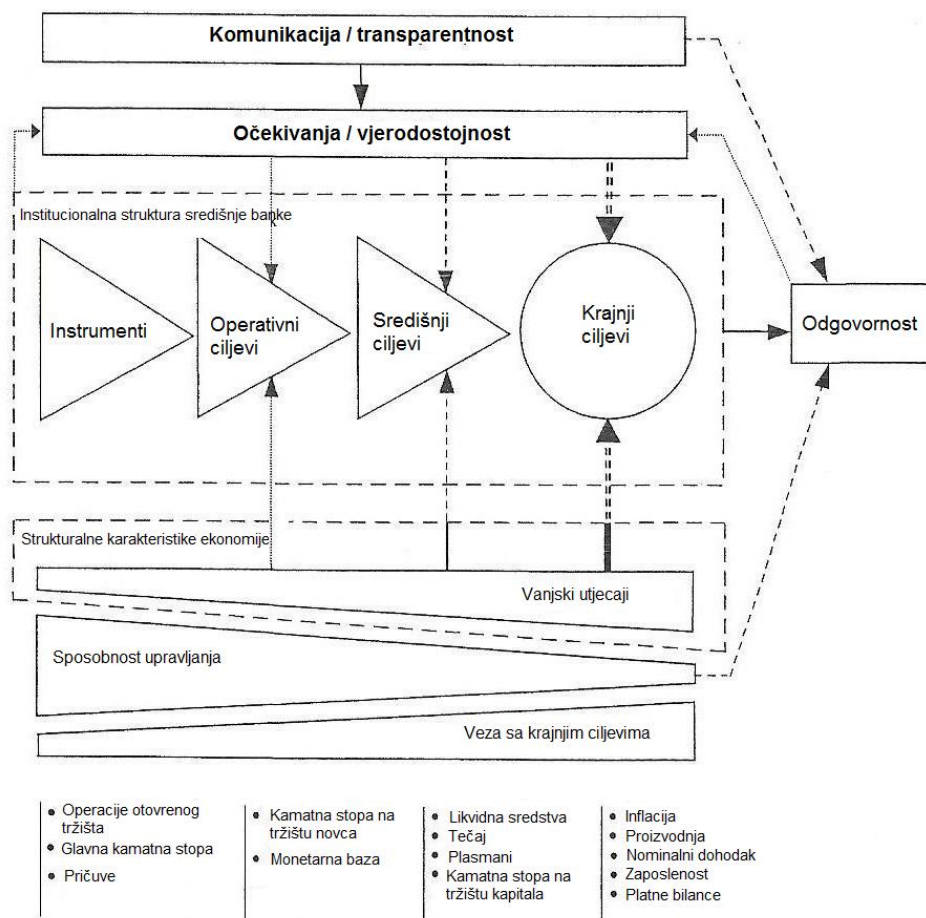 Komunikacija / transparentnost
Očekivanja / vjerodostojnost
Institucionalna struktura središnje banke
Instrumenti
Operativni
ciljevi
Središnji
ciljevi
Krajnji
ciljevi
Odgovornost
Strukturalne karakteristike ekonomije
Vanjski utjecaji
Sposobnost upravljanja
Veza sa krajnjim ciljevima
• Operacije otovrenog
tržišta
• Glavna kamatna stopa
• Pričuve
• Kamatna stopa na
tržištu novca
• Monetarna baza
• Likvidna sredstva
• Tečaj
• Plasmani
• Kamatna stopa na
tržištu kapitala
• Inflacija
• Proizvodnja
• Nominalni dohodak
• Zaposlenost
• Platne bilance